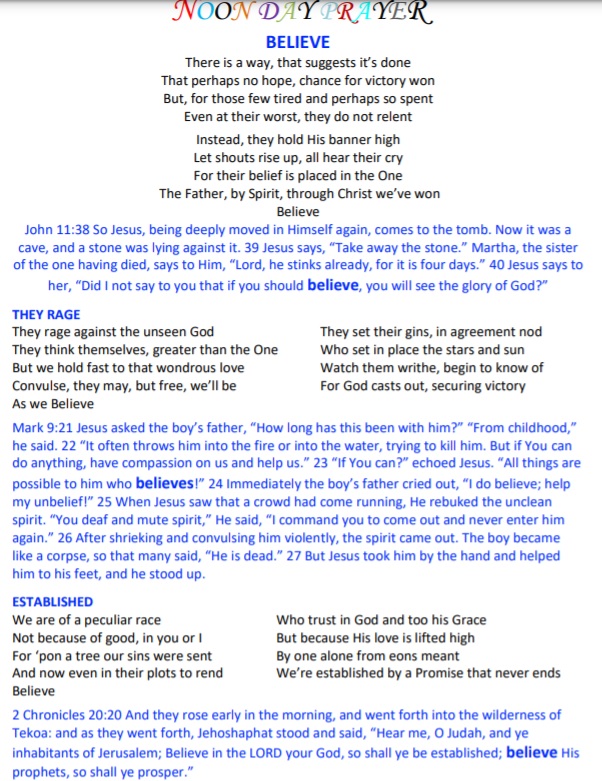 NOON DAY PRAYER
BELIEVE
There is a way, that suggests it's done
That perhaps no hope, chance for victory won
But, for those few tired and perhaps so spent
Even at their worst, they do not relent
Instead, they hold His banner high
Let shouts rise up, all hear their cry
For their belief is placed in the One
The Father, by Spirit, through Christ we've won
Believe
John 11:38 So Jesus, being deeply moved in Himself again, comes to the tomb. Now it was a
cave, and a stone was lying against it. 39 Jesus says, "Take away the stone." Martha, the sister
of the one having died, says to Him, "Lord, he stinks already, for it is four days." 40 Jesus says to
her, "Did I not say to you that if you should believe, you will see the glory of God?"
THEY RAGE
They rage against the unseen God
They set their gins, in agreement nod
They think themselves, greater than the One
Who set in place the stars and sun
But we hold fast to that wondrous love
Watch them writhe, begin to know of
Convulse, they may, but free, we'll be
For God casts out, securing victory
As we Believe
Mark 9:21 Jesus asked the boy's father, "How long has this been with him?" "From childhood,"
he said. 22 "It often throws him into the fire or into the water, trying to kill him. But if You can
do anything, have compassion on us and help us." 23 "If You can?" echoed Jesus. "All things are
possible to him who believes!" 24 Immediately the boy's father cried out, "I do believe; help
my unbelief!" 25 When Jesus saw that a crowd had come running, He rebuked the unclean
spirit. "You deaf and mute spirit," He said, "I command you to come out and never enter him
again." 26 After shrieking and convulsing him violently, the spirit came out. The boy became
like a corpse, so that many said, "He is dead." 27 But Jesus took him by the hand and helped
him to his feet, and he stood up.
ESTABLISHED
We are of a peculiar race
Who trust in God and too his Grace
Not because of good, in you or I
But because His love is lifted high
For 'pon a tree our sins were sent
By one alone from eons meant
And now even in their plots to rend
We're established by a Promise that never ends
Believe
2 Chronicles 20:20 And they rose early in the morning, and went forth into the wilderness of
Tekoa: and as they went forth, Jehoshaphat stood and said, "Hear me, O Judah, and ye
inhabitants of Jerusalem; Believe in the LORD your God, so shall ye be established; believe His
prophets, so shall ye prosper."